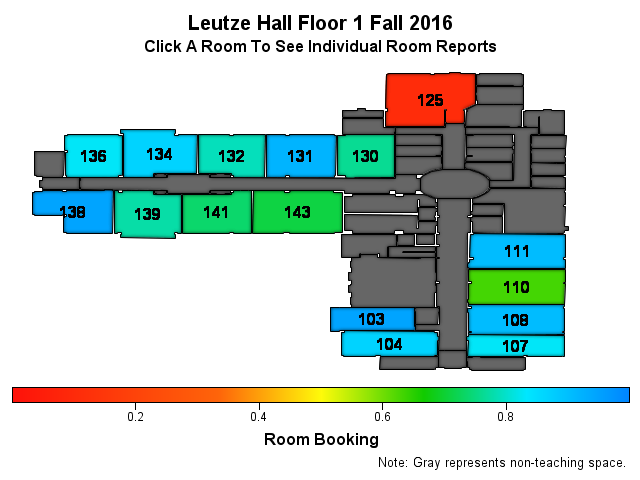 Leutze Hall Floor 1 Fall 2016
Click A Room To See Individual Room Reports
125
136 134 132 131 130
138 139 141 143
111
110
103 108
104 107
0.2 0.4 0.6 0.8
Room Booking
Note: Gray represents non-teaching space.